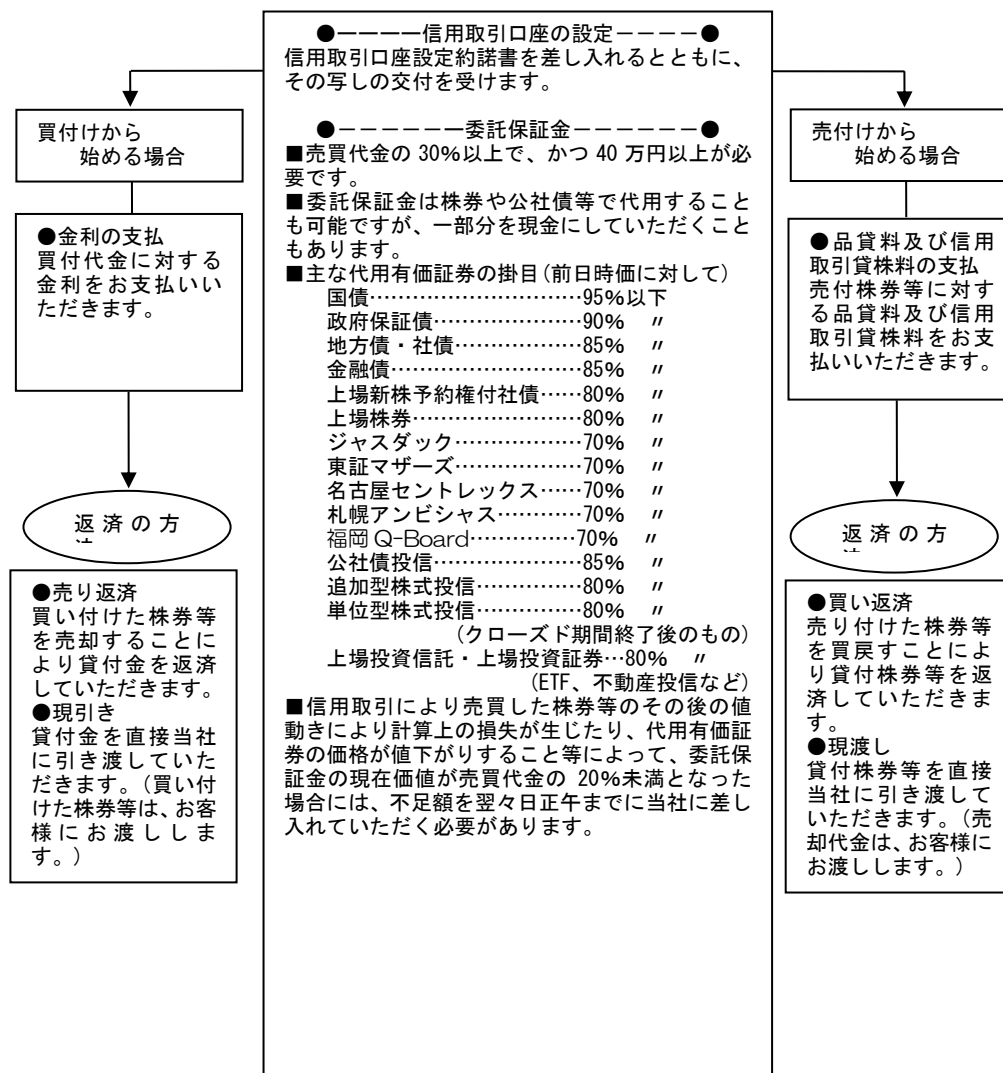 ●ーーーー信用取引口座の設定－－－－●
信用取引口座設定約諾書を差し入れるとともに、
その写しの交付を受けます。
●－－－－－ー委託保証金－－－－－－●
■売買代金の 30%以上で、かつ 40 万円以上が必
要です。
■委託保証金は株券や公社債等で代用すること
も可能ですが、一部分を現金にしていただくこと
もあります。
■主な代用有価証券の掛目(前日時価に対して)
国債…………………………95%以下
政府保証債…………………90% 〃
地方債・社債………………85% 〃
金融債………………………85% 〃
上場新株予約権付社債……80% 〃
上場株券……………………80% 〃
ジャスダック………………70% 〃
東証マザーズ………………70% 〃
名古屋セントレックス……70% 〃
札幌アンビシャス…………70% 〃
福岡 Q-Board……………70% 〃
公社債投信…………………85% 〃
追加型株式投信……………80% 〃
単位型株式投信……………80% 〃
(クローズド期間終了後のもの)
上場投資信託・上場投資証券…80% 〃
(ETF、不動産投信など)
■信用取引により売買した株券等のその後の値
動きにより計算上の損失が生じたり、代用有価証
券の価格が値下がりすること等によって、委託保
証金の現在価値が売買代金の 20%未満となった
場合には、不足額を翌々日正午までに当社に差し
入れていただく必要があります。
買付けから
始める場合
●金利の支払
買付代金に対する
金利をお支払いい
ただきます。
返済の方
●売り返済
買い付けた株券等
を売却することに
より貸付金を返済
していただきます。
●現引き
貸付金を直接当社
に引き渡していた
だきます。(買い付
けた株券等は、お客
様にお渡ししま
す。)
売付けから
始める場合
●品貸料及び信用
取引貸株料の支払
売付株券等に対す
る品貸料及び信用
取引貸株料をお支
払いいただきます。
返済の方
●買い返済
売り付けた株券等
を買戻すことによ
り貸付株券等を返
済していただきま
す。
●現渡し
貸付株券等を直接
当社に引き渡して
いただきます。(売
却代金は、お客様に
お渡しします。)